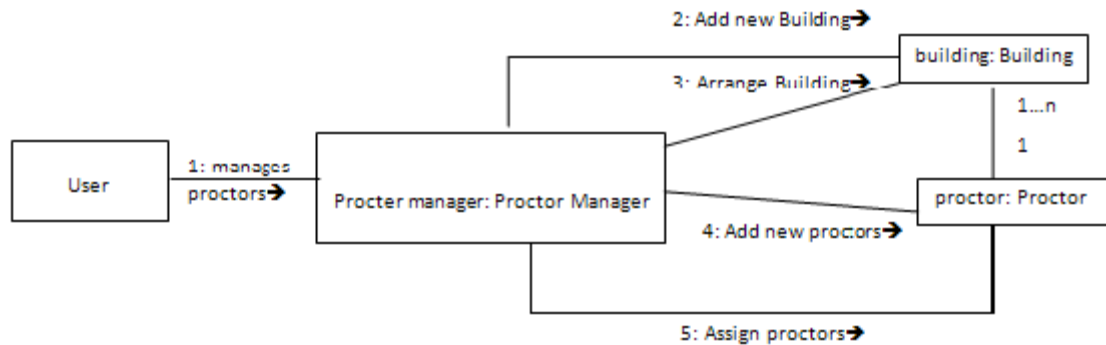 2: Add new Building➔
building: Building
3: Arrange Building➔
1...n
1
1: manages
proctors➔
User
Procter manager: Proctor Manager
proctor: Proctor
4: Add new proctors➔
5: Assign proctors➔